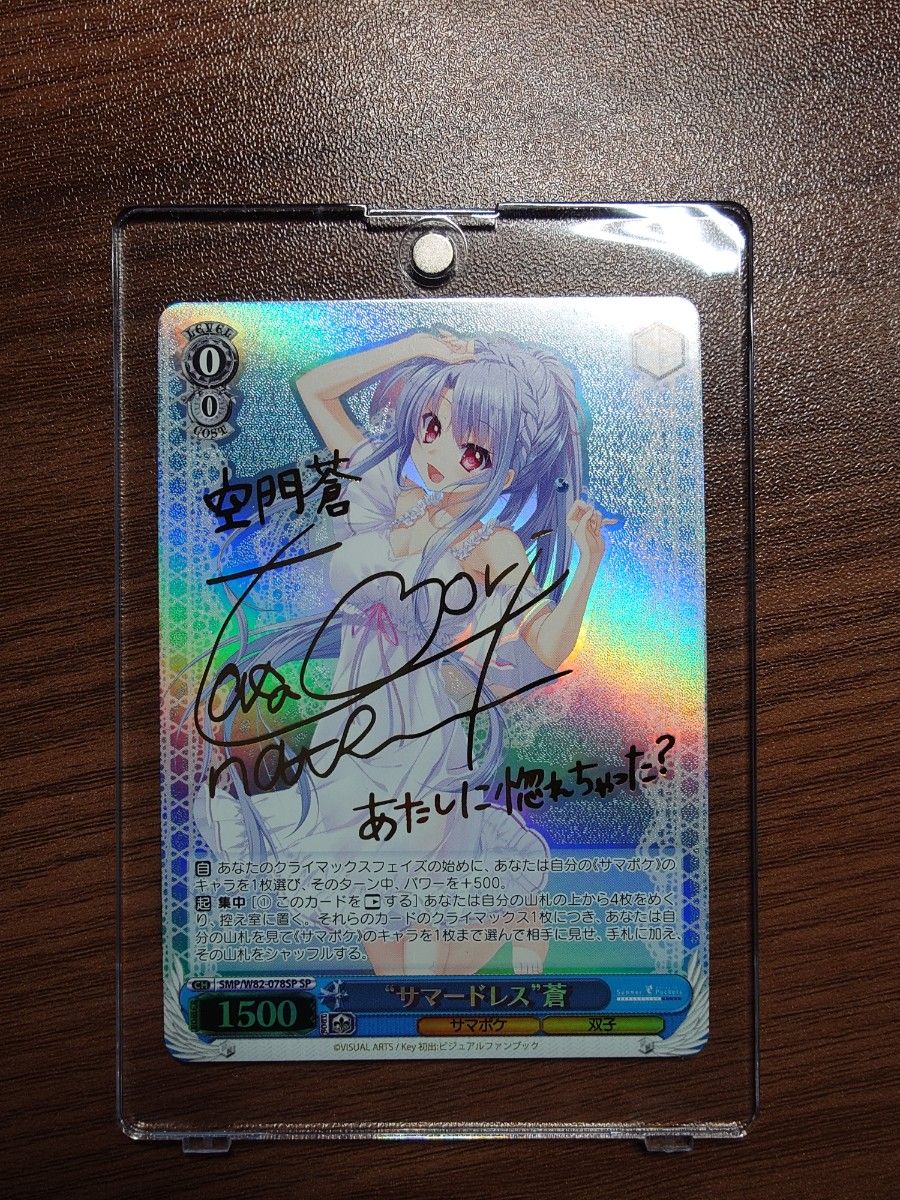 LEVEL
0
0
COST
空門蒼
あたしに惚れちゃった?
自 あなたのクライマックスフェイズの始めに、あなたは自分の《サマポケ》の
キャラを1枚選び、そのターン中、パワーを+500。
起 集中 [① このカードを する] あなたは自分の山札の上から4枚をめく
り、控え室に置く。それらのカードのクライマックス1枚につき、あなたは自
分の山札を見て《サマポケ》のキャラを1枚まで選んで相手に見せ、手札に加え、
その山札をシャッフルする。
CH SMP/W82-078SP SP
“サマードレス”蒼
Summer Pockets
1500
サマポケ 双子
©VISUAL ARTS / Key 初出:ビジュアルファンブック